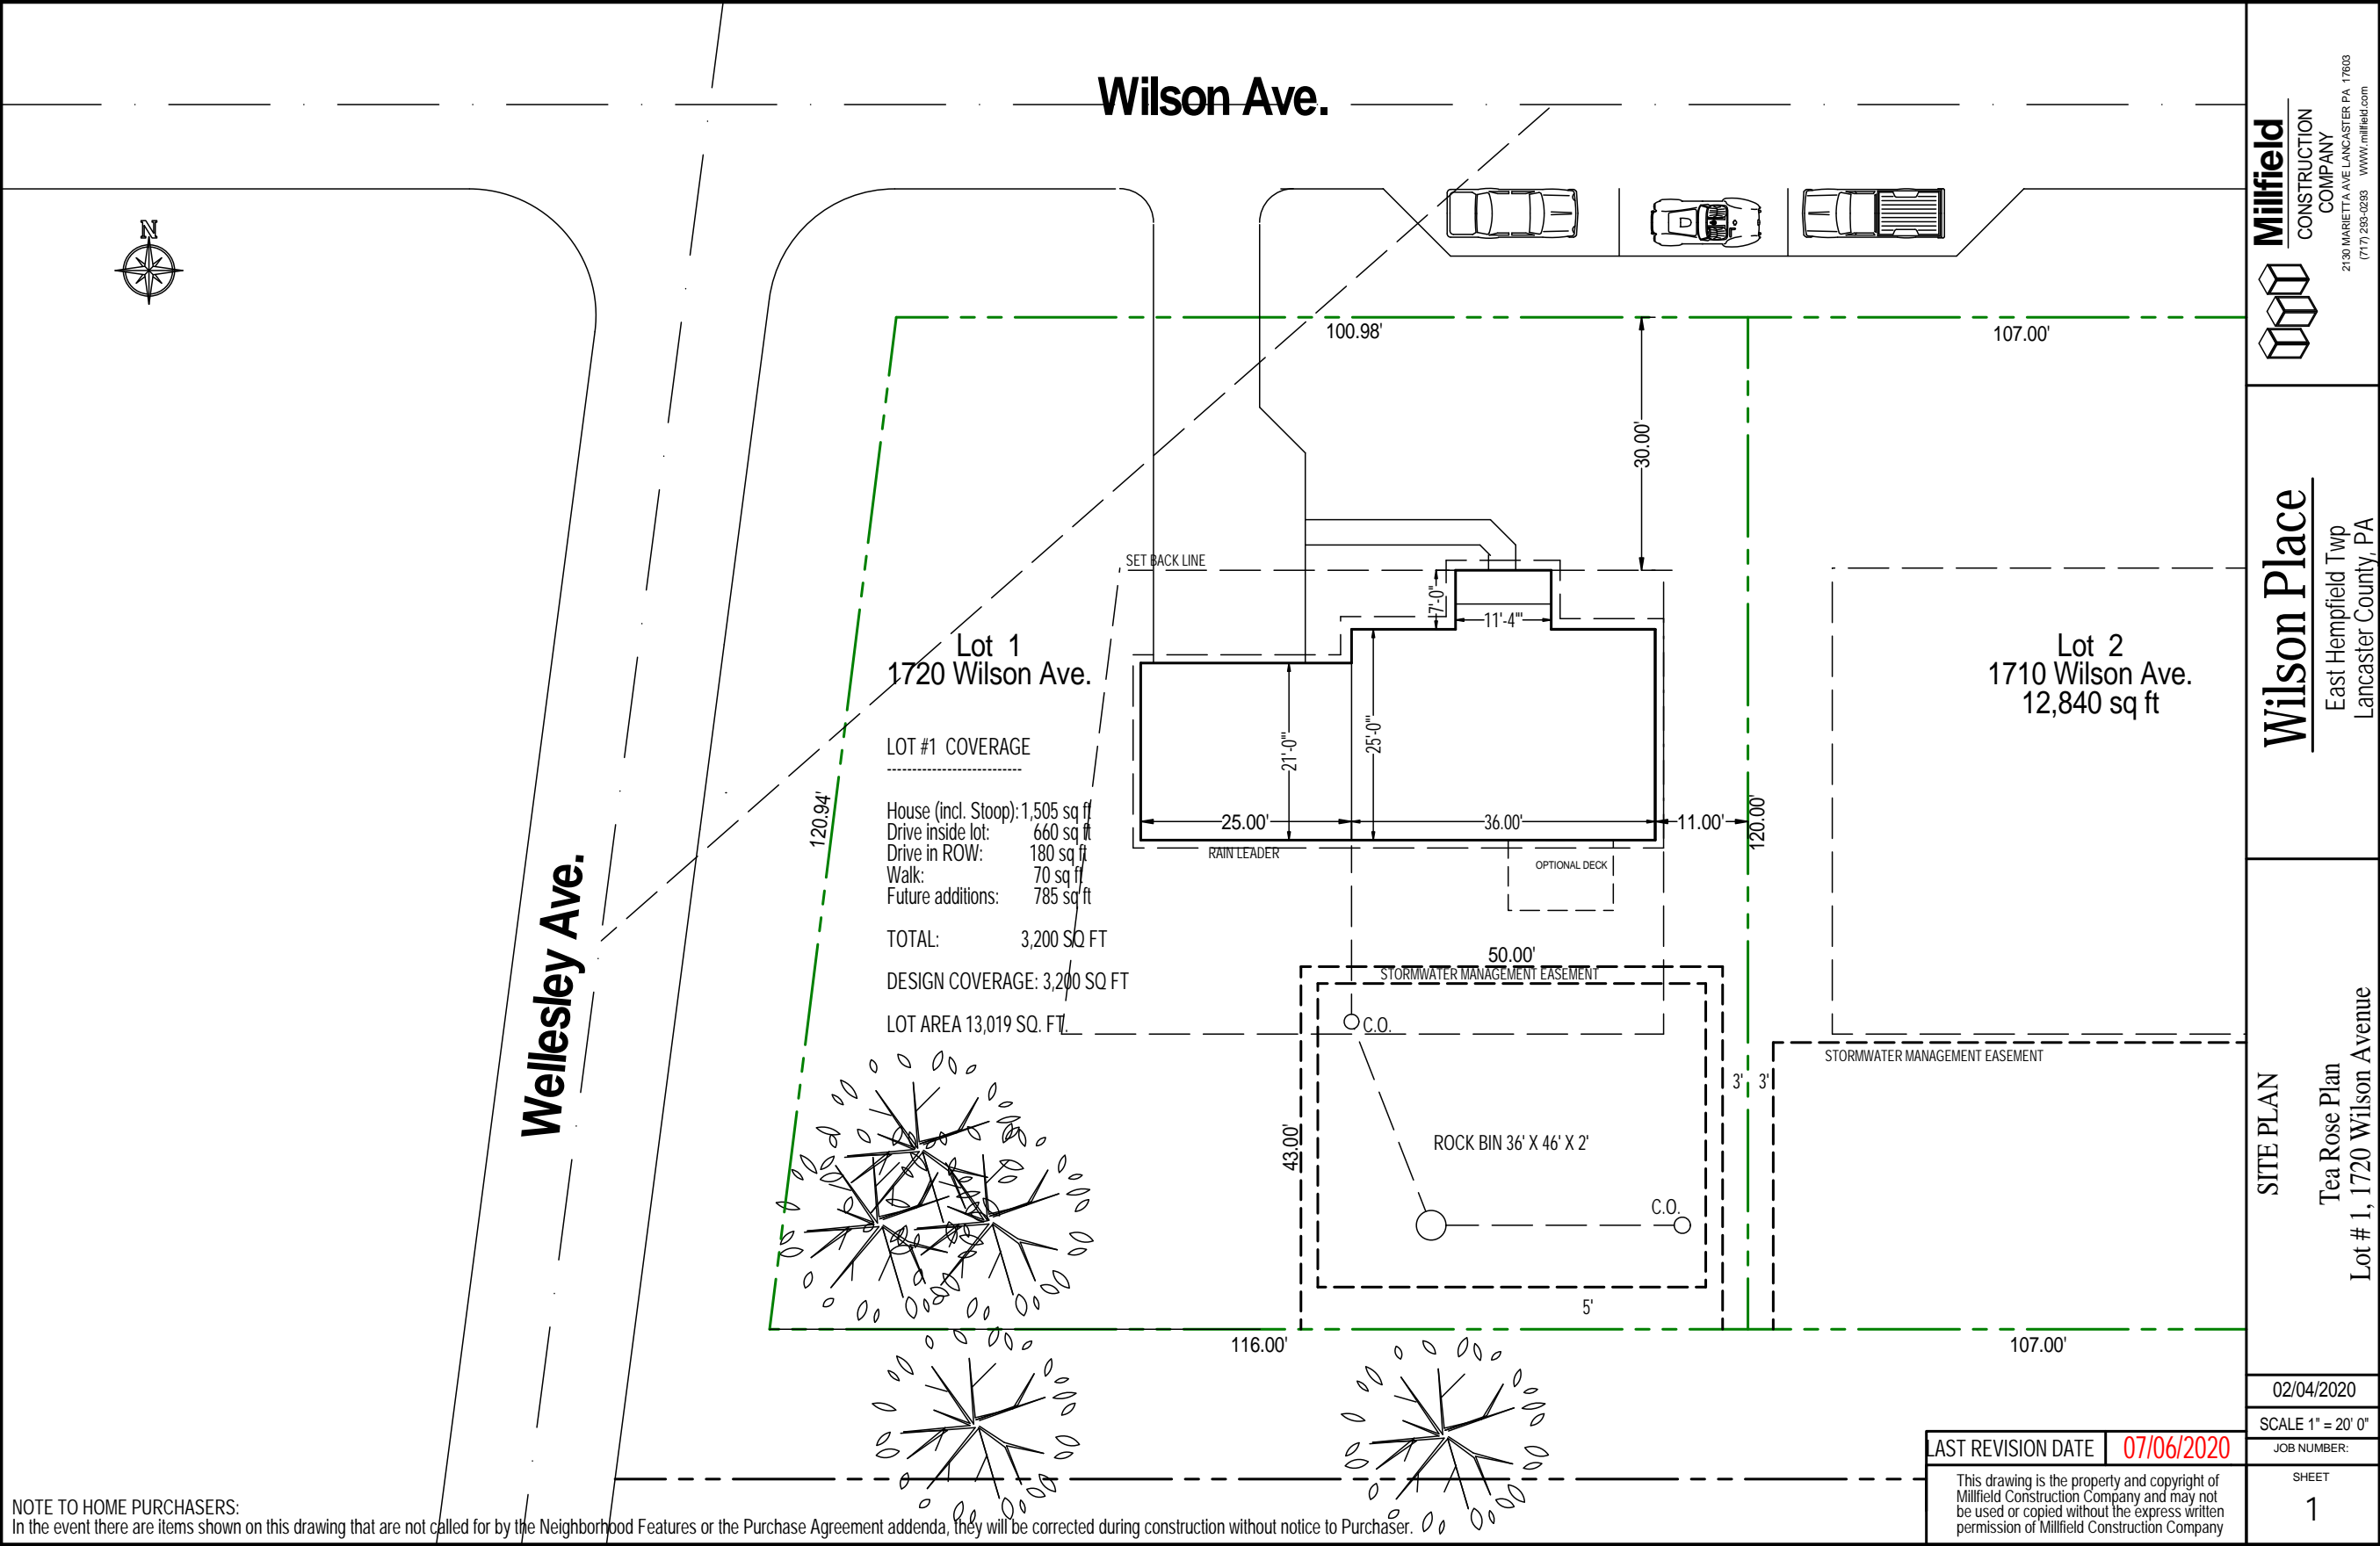 Wilson Ave.
N
100.98'
107.00'
30.00'
SET BACK LINE
7'-0"
11'-4"'
Lot 1
1720 Wilson Ave.
Lot 2
1710 Wilson Ave.
12,840 sq ft
LOT #1 COVERAGE
---------------------------
House (incl. Stoop): 1,505 sq ft
Drive inside lot: 660 sq ft
Drive in ROW: 180 sq ft
Walk: 70 sq ft
Future additions: 785 sq ft
TOTAL: 3,200 SQ FT
DESIGN COVERAGE: 3,200 SQ FT
LOT AREA 13,019 SQ. FT.
21'-0"'
25'-0"'
25.00'
36.00'
11.00'
120.00'
120.94'
RAIN LEADER
OPTIONAL DECK
Wellesley Ave.
50.00'
STORMWATER MANAGEMENT EASEMENT
C.O.
STORMWATER MANAGEMENT EASEMENT
3' 3'
43.00'
ROCK BIN 36' X 46' X 2'
C.O.
5'
116.00'
107.00'
NOTE TO HOME PURCHASERS:
In the event there are items shown on this drawing that are not called for by the Neighborhood Features or the Purchase Agreement addenda, they will be corrected during construction without notice to Purchaser.
LAST REVISION DATE 07/06/2020
This drawing is the property and copyright of
Millfield Construction Company and may not
be used or copied without the express written
permission of Millfield Construction Company
Millfield
CONSTRUCTION
COMPANY
2130 MARIETTA AVE LANCASTER PA 17603
(717) 293-0293 WWW.millfield.com
Wilson Place
East Hempfield Twp
Lancaster County, PA
SITE PLAN
Tea Rose Plan
Lot # 1, 1720 Wilson Avenue
02/04/2020
SCALE 1" = 20' 0"
JOB NUMBER:
SHEET
1